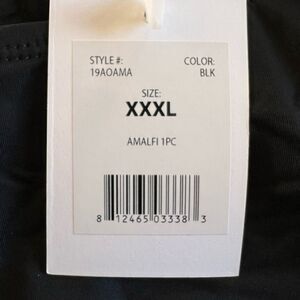 STYLE #: COLOR:
19AOAMA BLK
SIZE:
XXXL
AMALFI 1PC
8 12465 03338 3